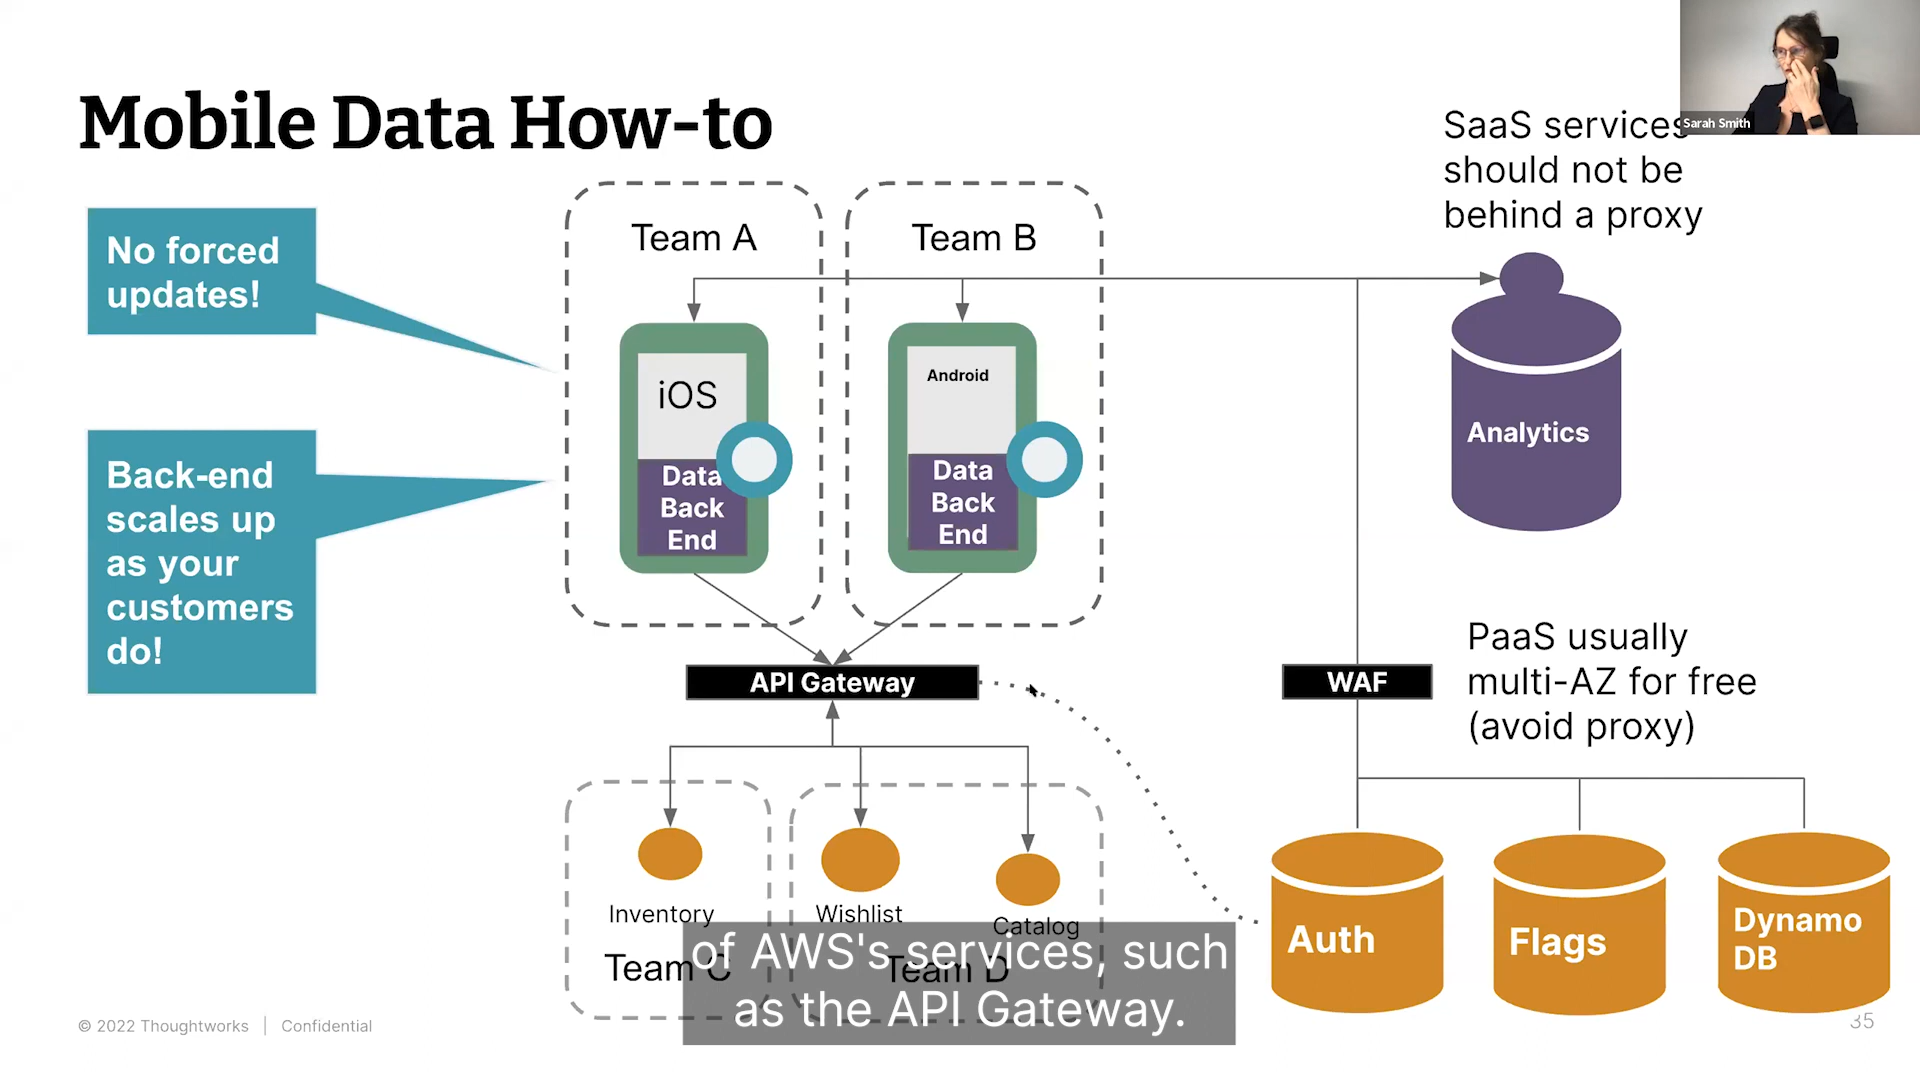 Mobile Data How-to
Sarah Smith
SaaS services
should not be
behind a proxy
No forced
updates!
Team A
Team B
iOS
Android
Data
Back
End
Data
Back
End
Analytics
Back-end
scales up
as your
customers
do!
API Gateway
WAF
PaaS usually
multi-AZ for free
(avoid proxy)
Inventory
Wishlist
Catalog
Team C
Team D
Auth
Flags
Dynamo
DB
of AWS's services, such
as the API Gateway.
© 2022 Thoughtworks | Confidential
35